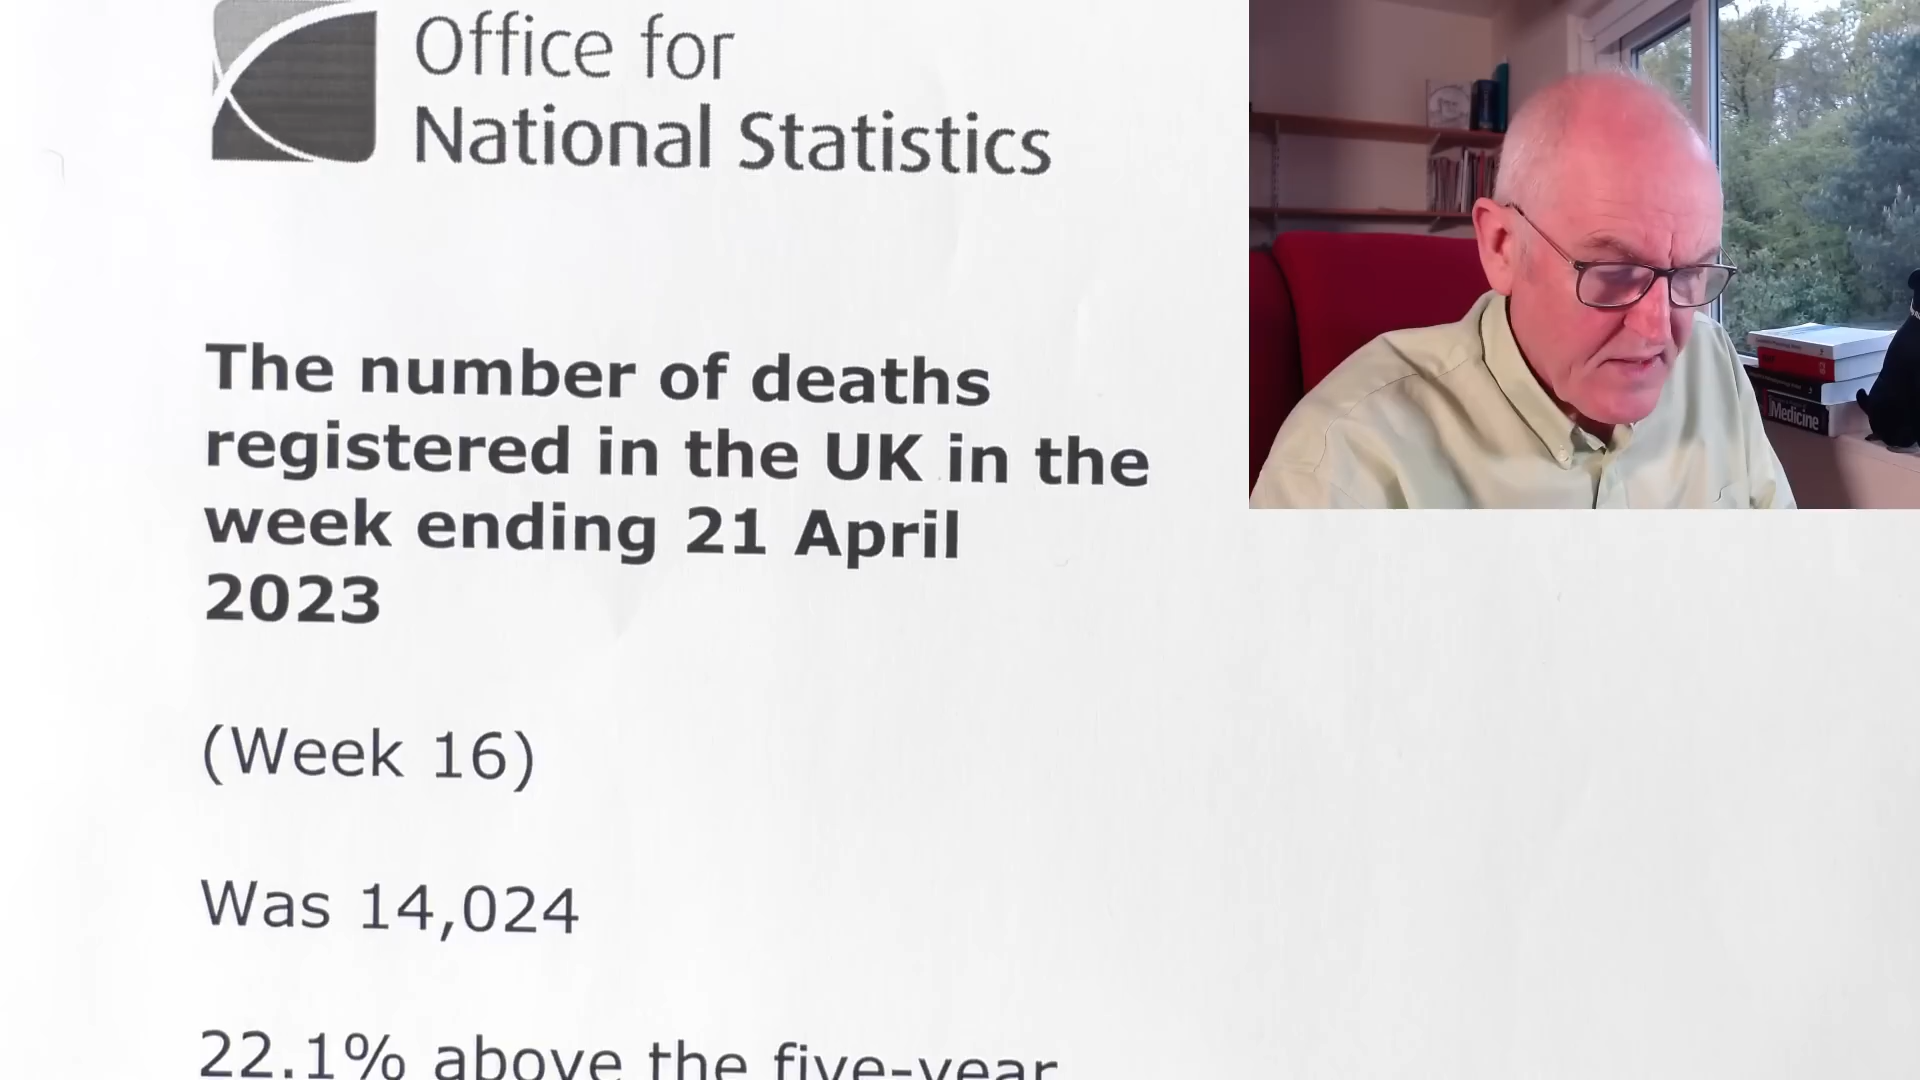 Office for
National Statistics
The number of deaths
registered in the UK in the
week ending 21 April
2023
(Week 16)
Was 14,024
22.1% above the five-year
Medicine